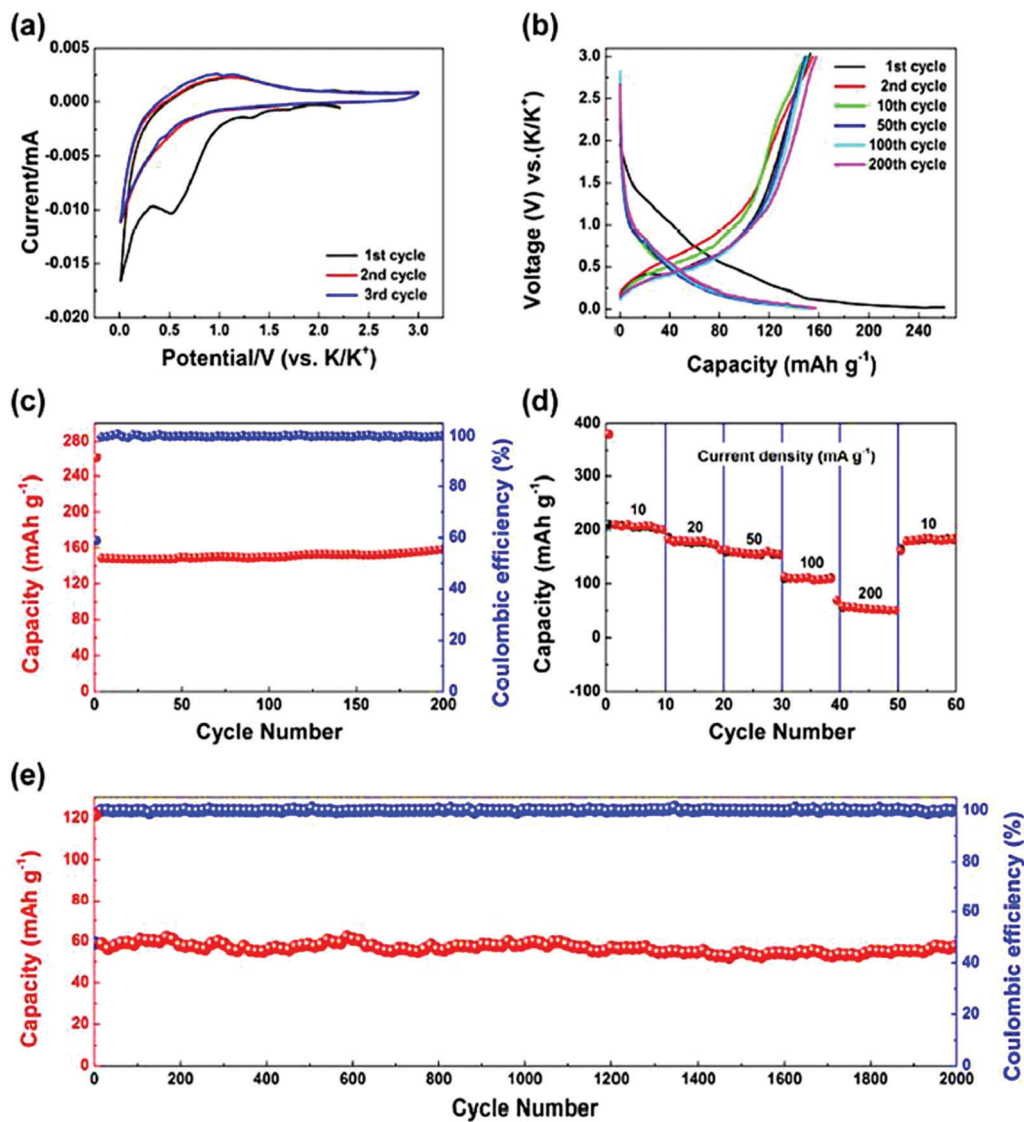 (a)
0.005
0.000
-0.005
-0.010
-0.015
-0.020
Current/mA
1st cycle
2nd cycle
3rd cycle
0.0 0.5 1.0 1.5 2.0 2.5 3.0
Potential/V (vs. K/K⁺)
(b)
3.0
2.5
2.0
1.5
1.0
0.5
0.0
Voltage (V) vs.(K/K⁺)
1st cycle
2nd cycle
10th cycle
50th cycle
100th cycle
200th cycle
0 40 80 120 160 200 240
Capacity (mAh g⁻¹)
(c)
280
240
200
160
120
80
40
0
Capacity (mAh g⁻¹)
100
80
60
40
20
0
Coulombic efficiency (%)
0 50 100 150 200
Cycle Number
(d)
400
300
200
100
0
-100
Capacity (mAh g⁻¹)
Current density (mA g⁻¹)
10
20
50
100
200
10
0 10 20 30 40 50 60
Cycle Number
(e)
120
100
80
60
40
20
0
Capacity (mAh g⁻¹)
100
80
60
40
20
0
Coulombic efficiency (%)
0 200 400 600 800 1000 1200 1400 1600 1800 2000
Cycle Number